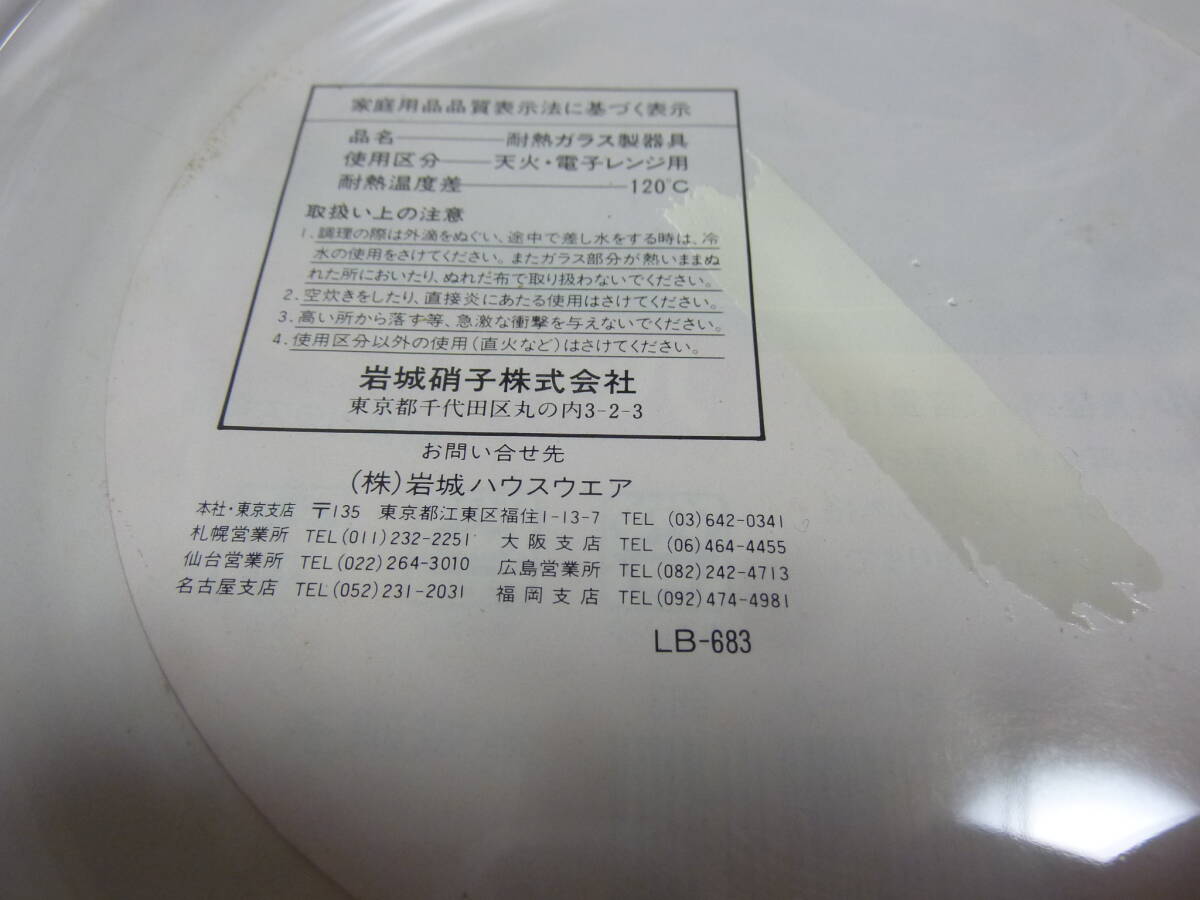 家庭用品品質表示法に基づく表示
品名――――耐熱ガラス製器具
使用区分――天火・電子レンジ用
耐熱温度差――――――120℃
取扱い上の注意
1. 調理の際は外滴をぬぐい、途中で差し水をする時は、冷
水の使用をさけてください。またガラス部分が熱いままぬ
れた所においたり、ぬれた布で取り扱わないでください。
2. 空炊きをしたり、直接炎にあたる使用はさけてください。
3. 高い所から落す等、急激な衝撃を与えないでください。
4. 使用区分以外の使用(直火など)はさけてください。
岩城硝子株式会社
東京都千代田区丸の内3-2-3
お問い合せ先
(株)岩城ハウスウエア
本社・東京支店 〒135 東京都江東区福住1-13-7 TEL (03)642-0341
札幌営業所 TEL(011)232-2251 大阪支店 TEL (06)464-4455
仙台営業所 TEL(022)264-3010 広島営業所 TEL(082)242-4713
名古屋支店 TEL(052)231-2031 福岡支店 TEL(092)474-4981
LB-683